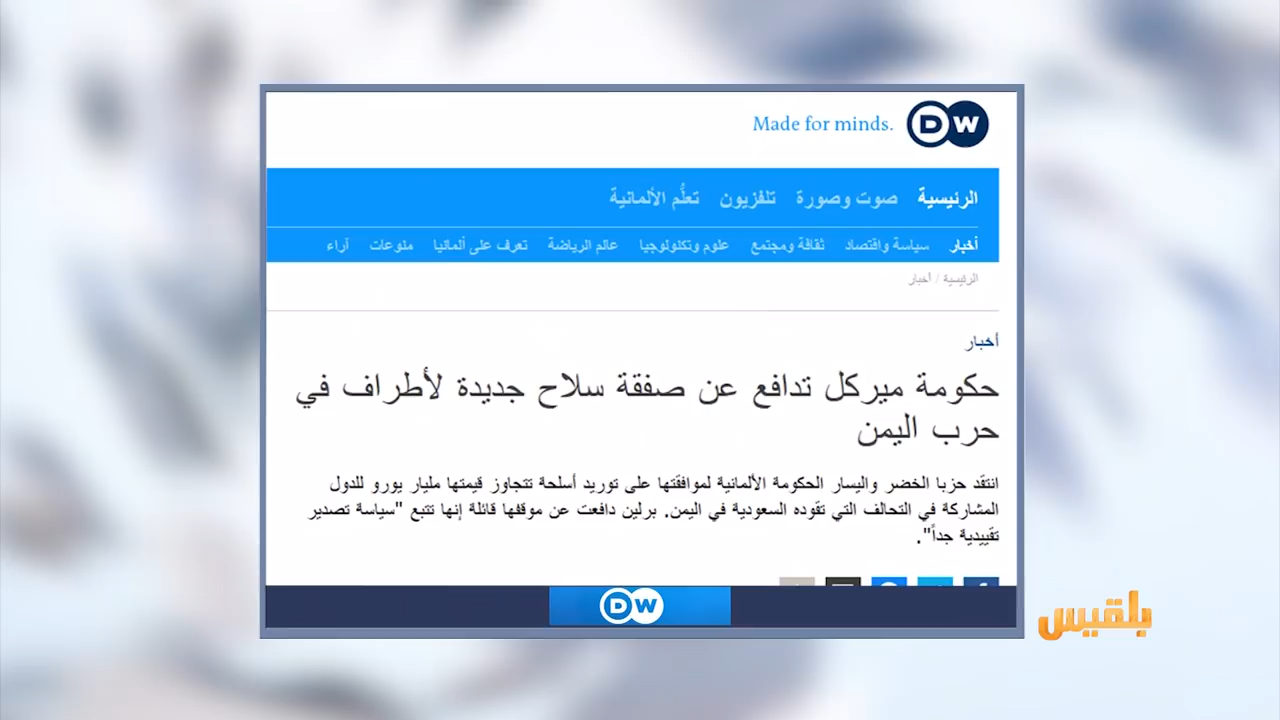 Made for minds. DW
الرئيسية صوت وصورة تلفزيون تعلُّم الألمانية
أخبار سياسة واقتصاد ثقافة ومجتمع علوم وتكنولوجيا عالم الرياضة تعرف على ألمانيا منوعات آراء
الرئيسية / أخبار
أخبار
حكومة ميركل تدافع عن صفقة سلاح جديدة لأطراف في
حرب اليمن
انتقد حزبا الخضر واليسار الحكومة الألمانية لموافقتها على توريد أسلحة تتجاوز قيمتها مليار يورو للدول
المشاركة في التحالف التي تقوده السعودية في اليمن. برلين دافعت عن موقفها قائلة إنها تتبع "سياسة تصدير
تقييدية جداً".
DW
بلقيس